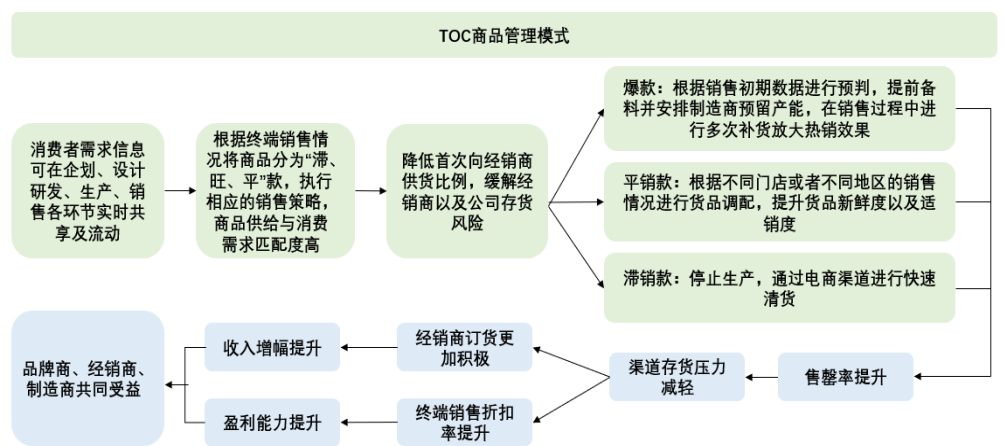 TOC商品管理模式
消费者需求信息
可在企划、设计
研发、生产、销
售各环节实时共
享及流动
根据终端销售情
况将商品分为“滞、
旺、平”款，执行
相应的销售策略，
商品供给与消费
需求匹配度高
降低首次向经销商
供货比例，缓解经
销商以及公司存货
风险
爆款：根据销售初期数据进行预判，提前备
料并安排制造商预留产能，在销售过程中进
行多次补货放大热销效果
平销款：根据不同门店或者不同地区的销售
情况进行货品调配，提升货品新鲜度以及适
销度
滞销款：停止生产，通过电商渠道进行快速
清货
售罄率提升
渠道存货压力
减轻
经销商订货更
加积极
终端销售折扣
率提升
收入增幅提升
盈利能力提升
品牌商、经销商、
制造商共同受益